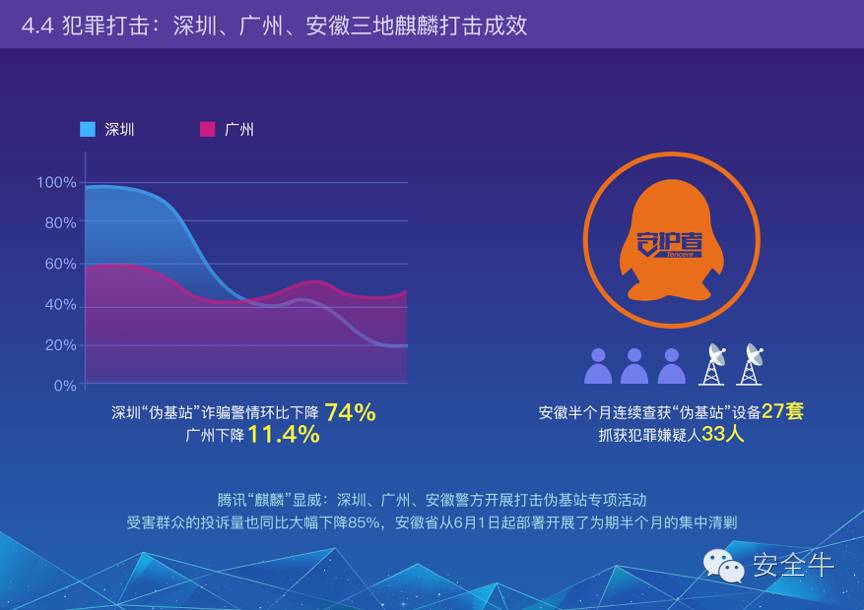 4.4 犯罪打击：深圳、广州、安徽三地麒麟打击成效
深圳 广州
100%
80%
60%
40%
20%
0%
守护者
Tencent
深圳“伪基站”诈骗警情环比下降 74%
广州下降 11.4%
安徽半个月连续查获“伪基站”设备27套
抓获犯罪嫌疑人33人
腾讯“麒麟”显威：深圳、广州、安徽警方开展打击伪基站专项活动
受害群众的投诉量也同比大幅下降85%，安徽省从6月1日起部署开展了为期半个月的集中清剿
安全牛